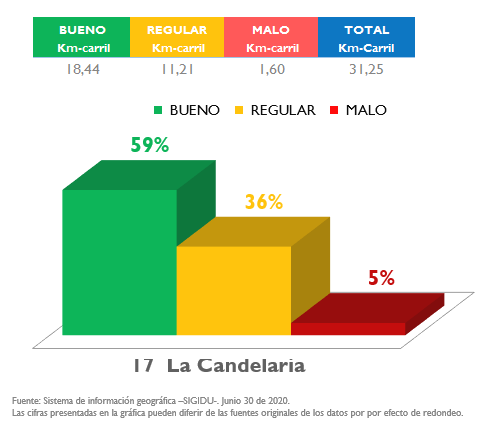 BUENO REGULAR MALO TOTAL
Km-carril Km-carril Km-carril Km-Carril
18,44 11,21 1,60 31,25
BUENO REGULAR MALO
59%
36%
5%
17 La Candelaria
Fuente: Sistema de información geográfica –SIGIDU-. Junio 30 de 2020.
Las cifras presentadas en la gráfica pueden diferir de las fuentes originales de los datos por por efecto de redondeo.